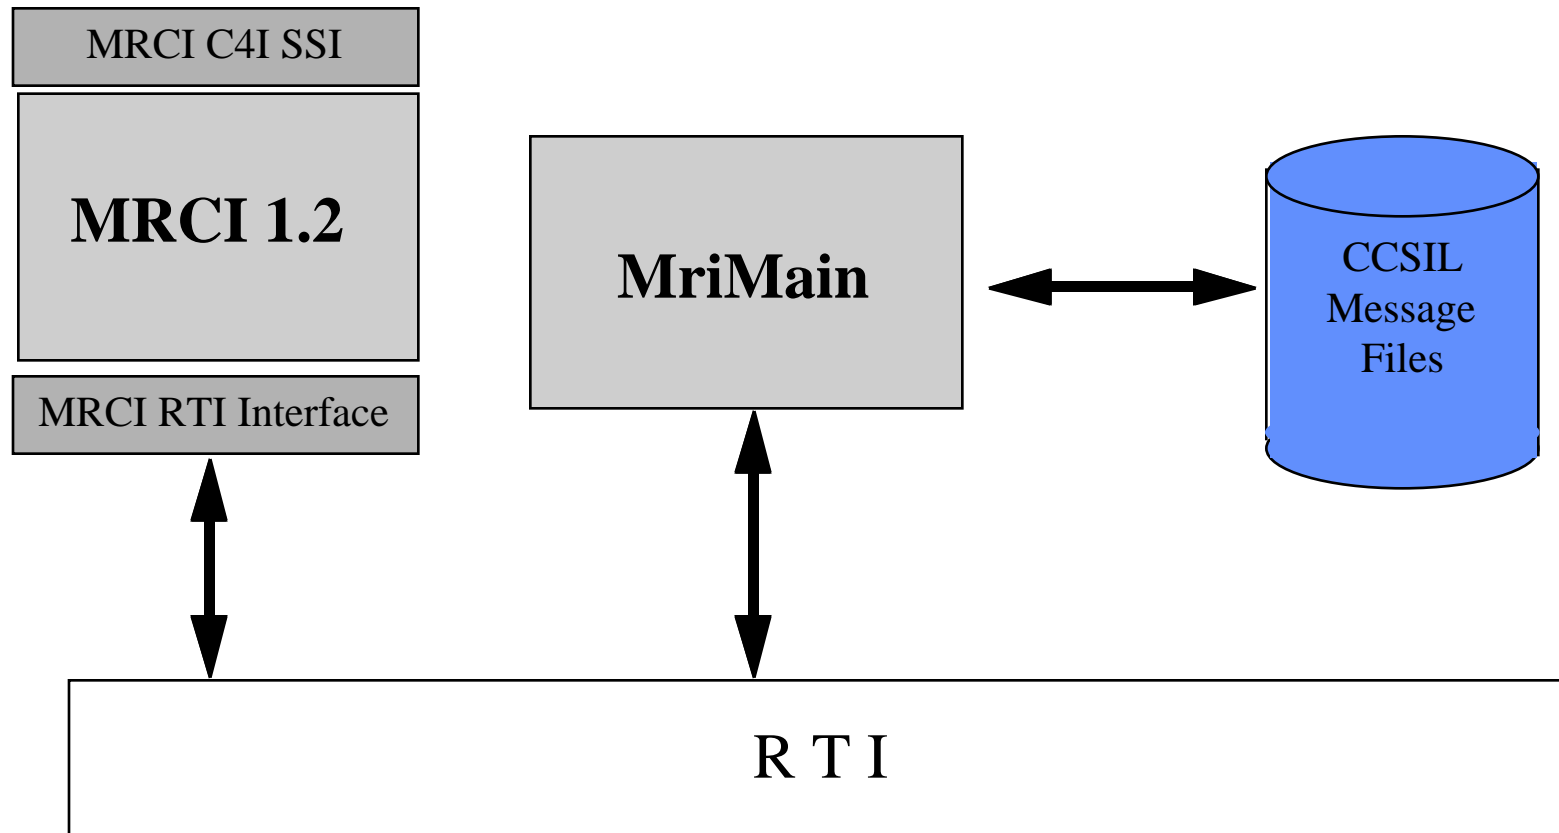 MRCI C4I SSI
MRCI 1.2
MRCI RTI Interface
MriMain
CCSIL
Message
Files
R T I